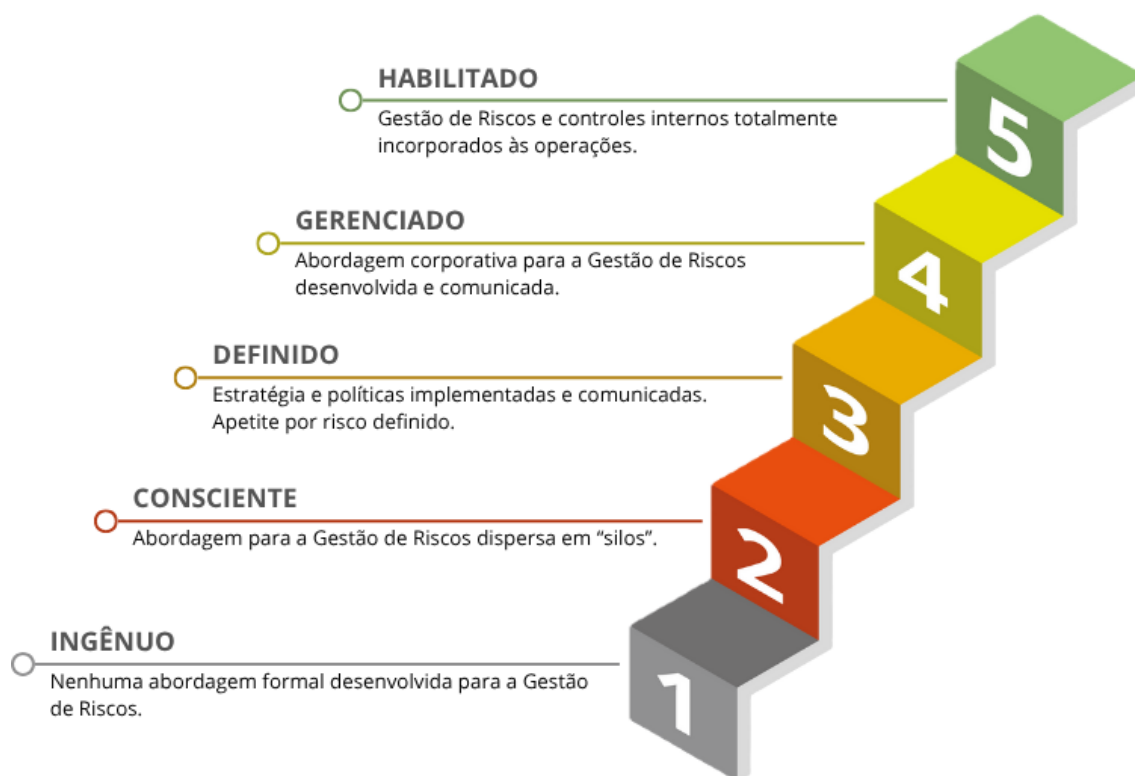 HABILITADO
Gestão de Riscos e controles internos totalmente
incorporados às operações.
5
GERENCIADO
Abordagem corporativa para a Gestão de Riscos
desenvolvida e comunicada.
4
DEFINIDO
Estratégia e políticas implementadas e comunicadas.
Apetite por risco definido.
3
CONSCIENTE
Abordagem para a Gestão de Riscos dispersa em “silos”.
2
INGÊNUO
Nenhuma abordagem formal desenvolvida para a Gestão
de Riscos.
1